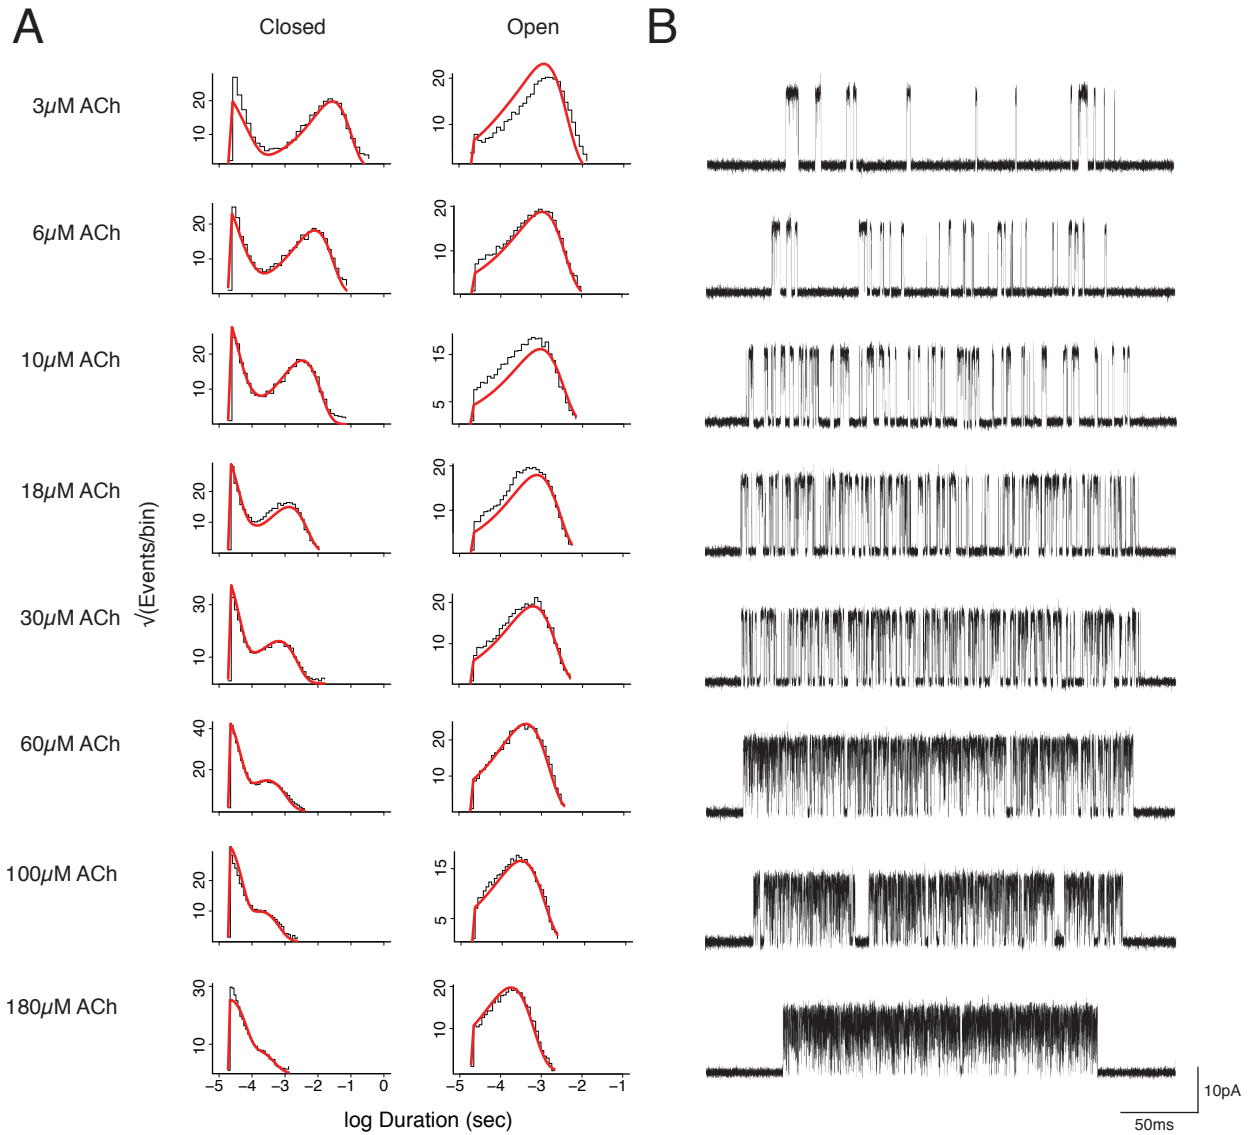 A
Closed
Open
B
3µM ACh
20
10
20
10
6µM ACh
20
10
20
10
10µM ACh
20
10
15
5
18µM ACh
20
10
20
10
√(Events/bin)
30µM ACh
30
10
20
10
60µM ACh
40
20
20
10
100µM ACh
20
10
15
5
180µM ACh
30
10
20
10
−5 −4 −3 −2 −1 0
−5 −4 −3 −2 −1
log Duration (sec)
10pA
50ms